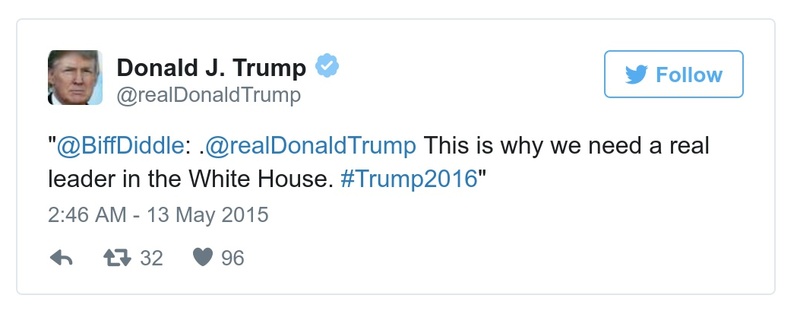 Donald J. Trump
@realDonaldTrump
Follow
"@BiffDiddle: .@realDonaldTrump This is why we need a real
leader in the White House. #Trump2016"
2:46 AM - 13 May 2015
32 96